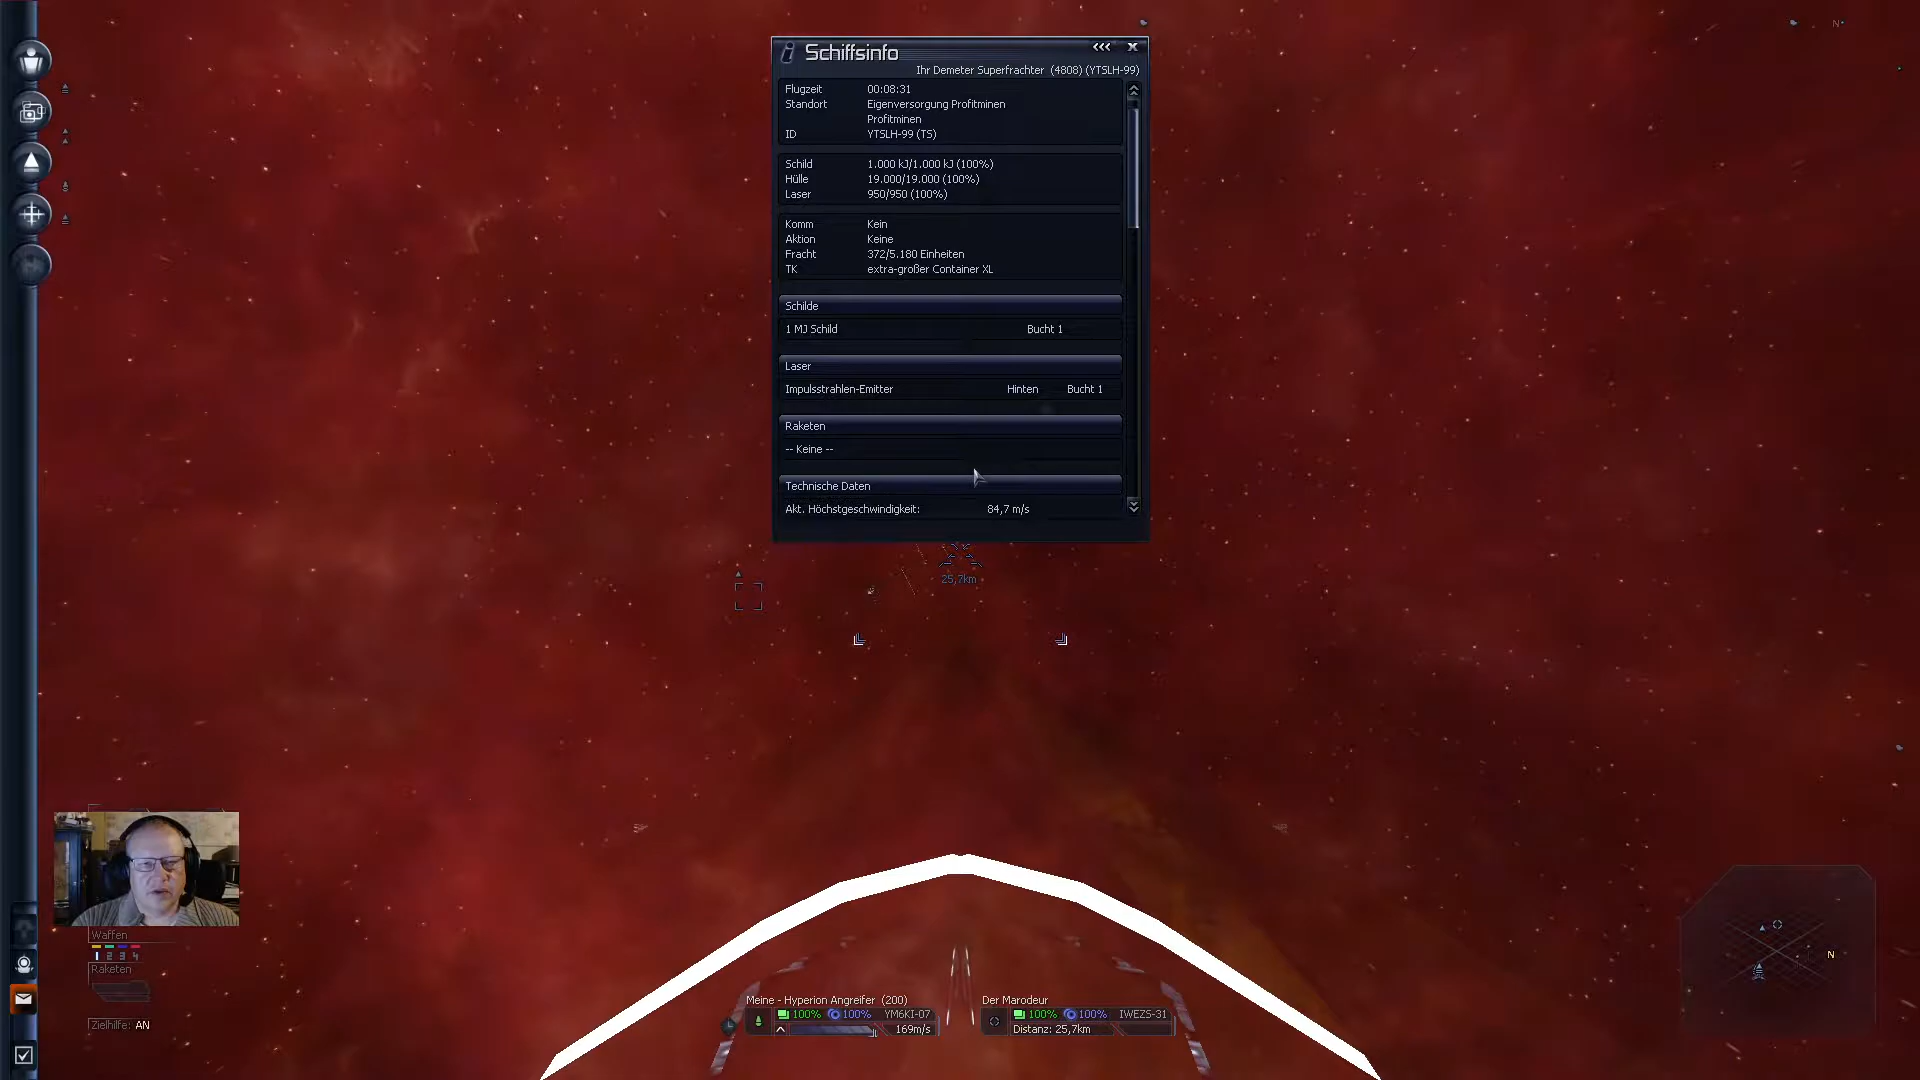 Schiffsinfo
Ihr Demeter Superfrachter (4808) (YTSLH-99)
Flugzeit 00:08:31
Standort Eigenversorgung Profitminen
Profitminen
ID YTSLH-99 (TS)
Schild 1.000 kJ/1.000 kJ (100%)
Hülle 19.000/19.000 (100%)
Laser 950/950 (100%)
Komm Kein
Aktion Keine
Fracht 372/5.180 Einheiten
TK extra-großer Container XL
Schilde
1 MJ Schild Bucht 1
Laser
Impulsstrahlen-Emitter Hinten Bucht 1
Raketen
-- Keine --
Technische Daten
Akt. Höchstgeschwindigkeit: 84,7 m/s
25,7km
N
Waffen
1 2 3 4
Raketen
Zielhilfe: AN
Meine - Hyperion Angreifer (200)
100% 100% YM6KI-07
169m/s
Der Marodeur
100% 100% IWEZS-31
Distanz: 25,7km
N